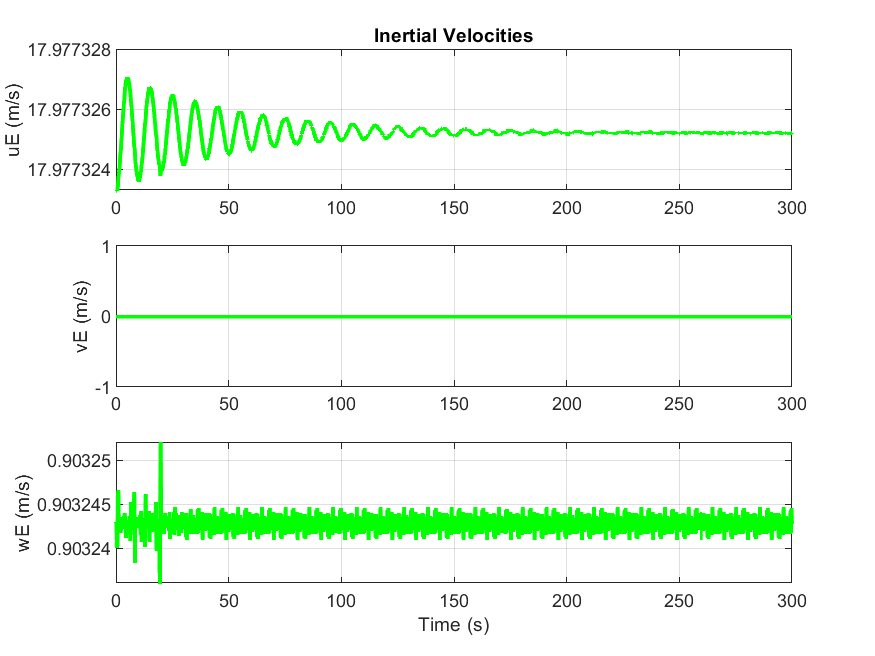 Inertial Velocities
17.977328
17.977326
17.977324
uE (m/s)
0 50 100 150 200 250 300
1
0
-1
vE (m/s)
0 50 100 150 200 250 300
0.90325
0.903245
0.90324
wE (m/s)
0 50 100 150 200 250 300
Time (s)